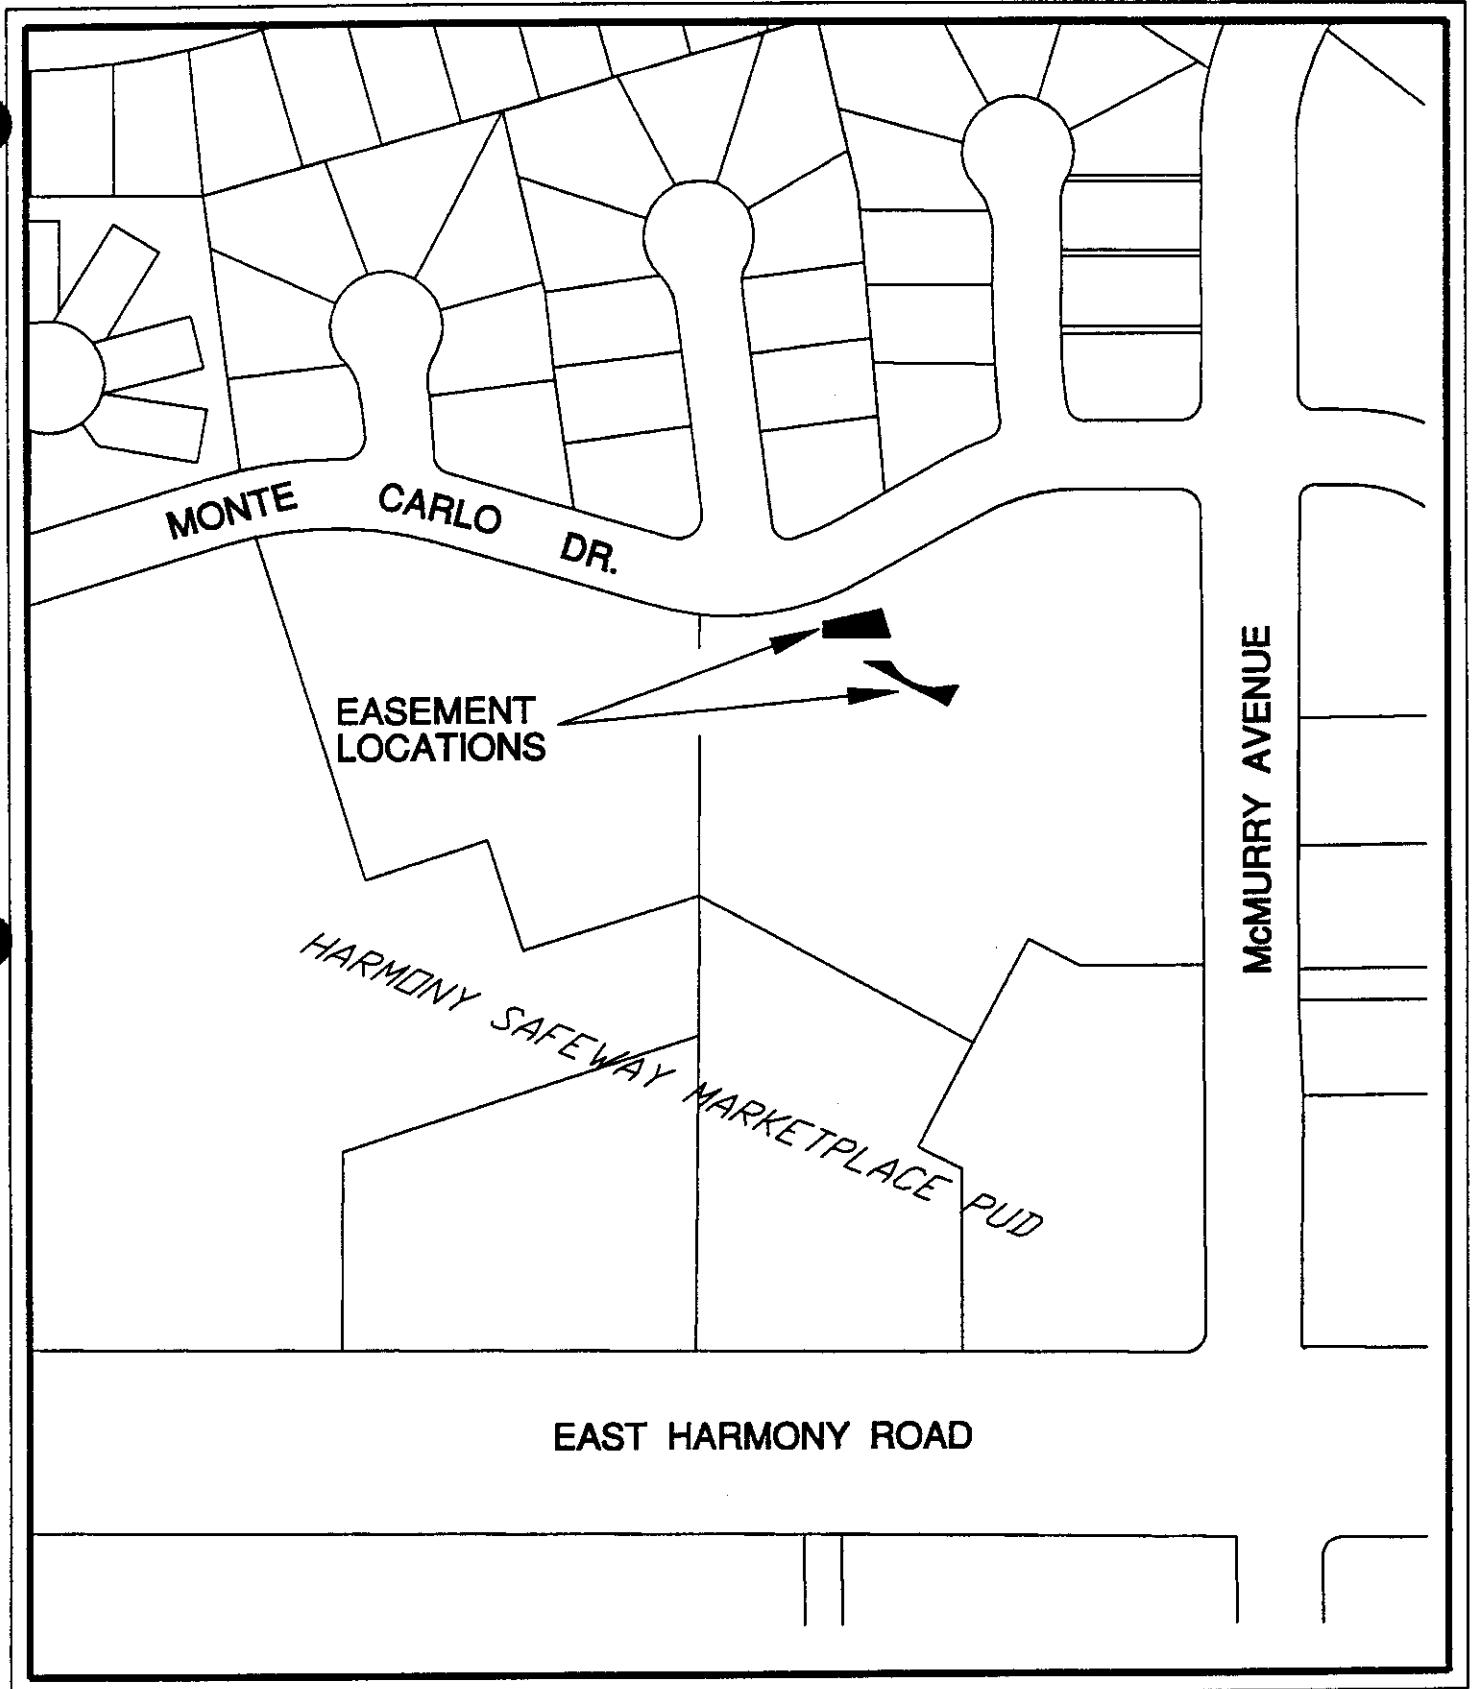 MONTE CARLO DR.
EASEMENT
LOCATIONS
McMURRY AVENUE
HARMONY SAFEWAY MARKETPLACE PUD
EAST HARMONY ROAD